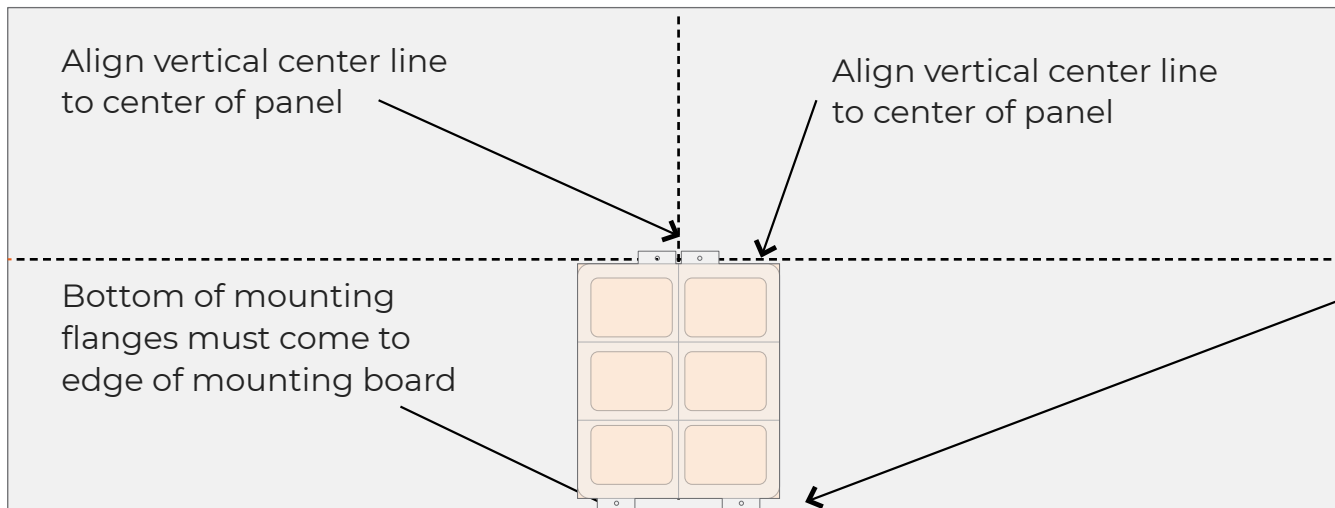 Align vertical center line
to center of panel
Align vertical center line
to center of panel
Bottom of mounting
flanges must come to
edge of mounting board